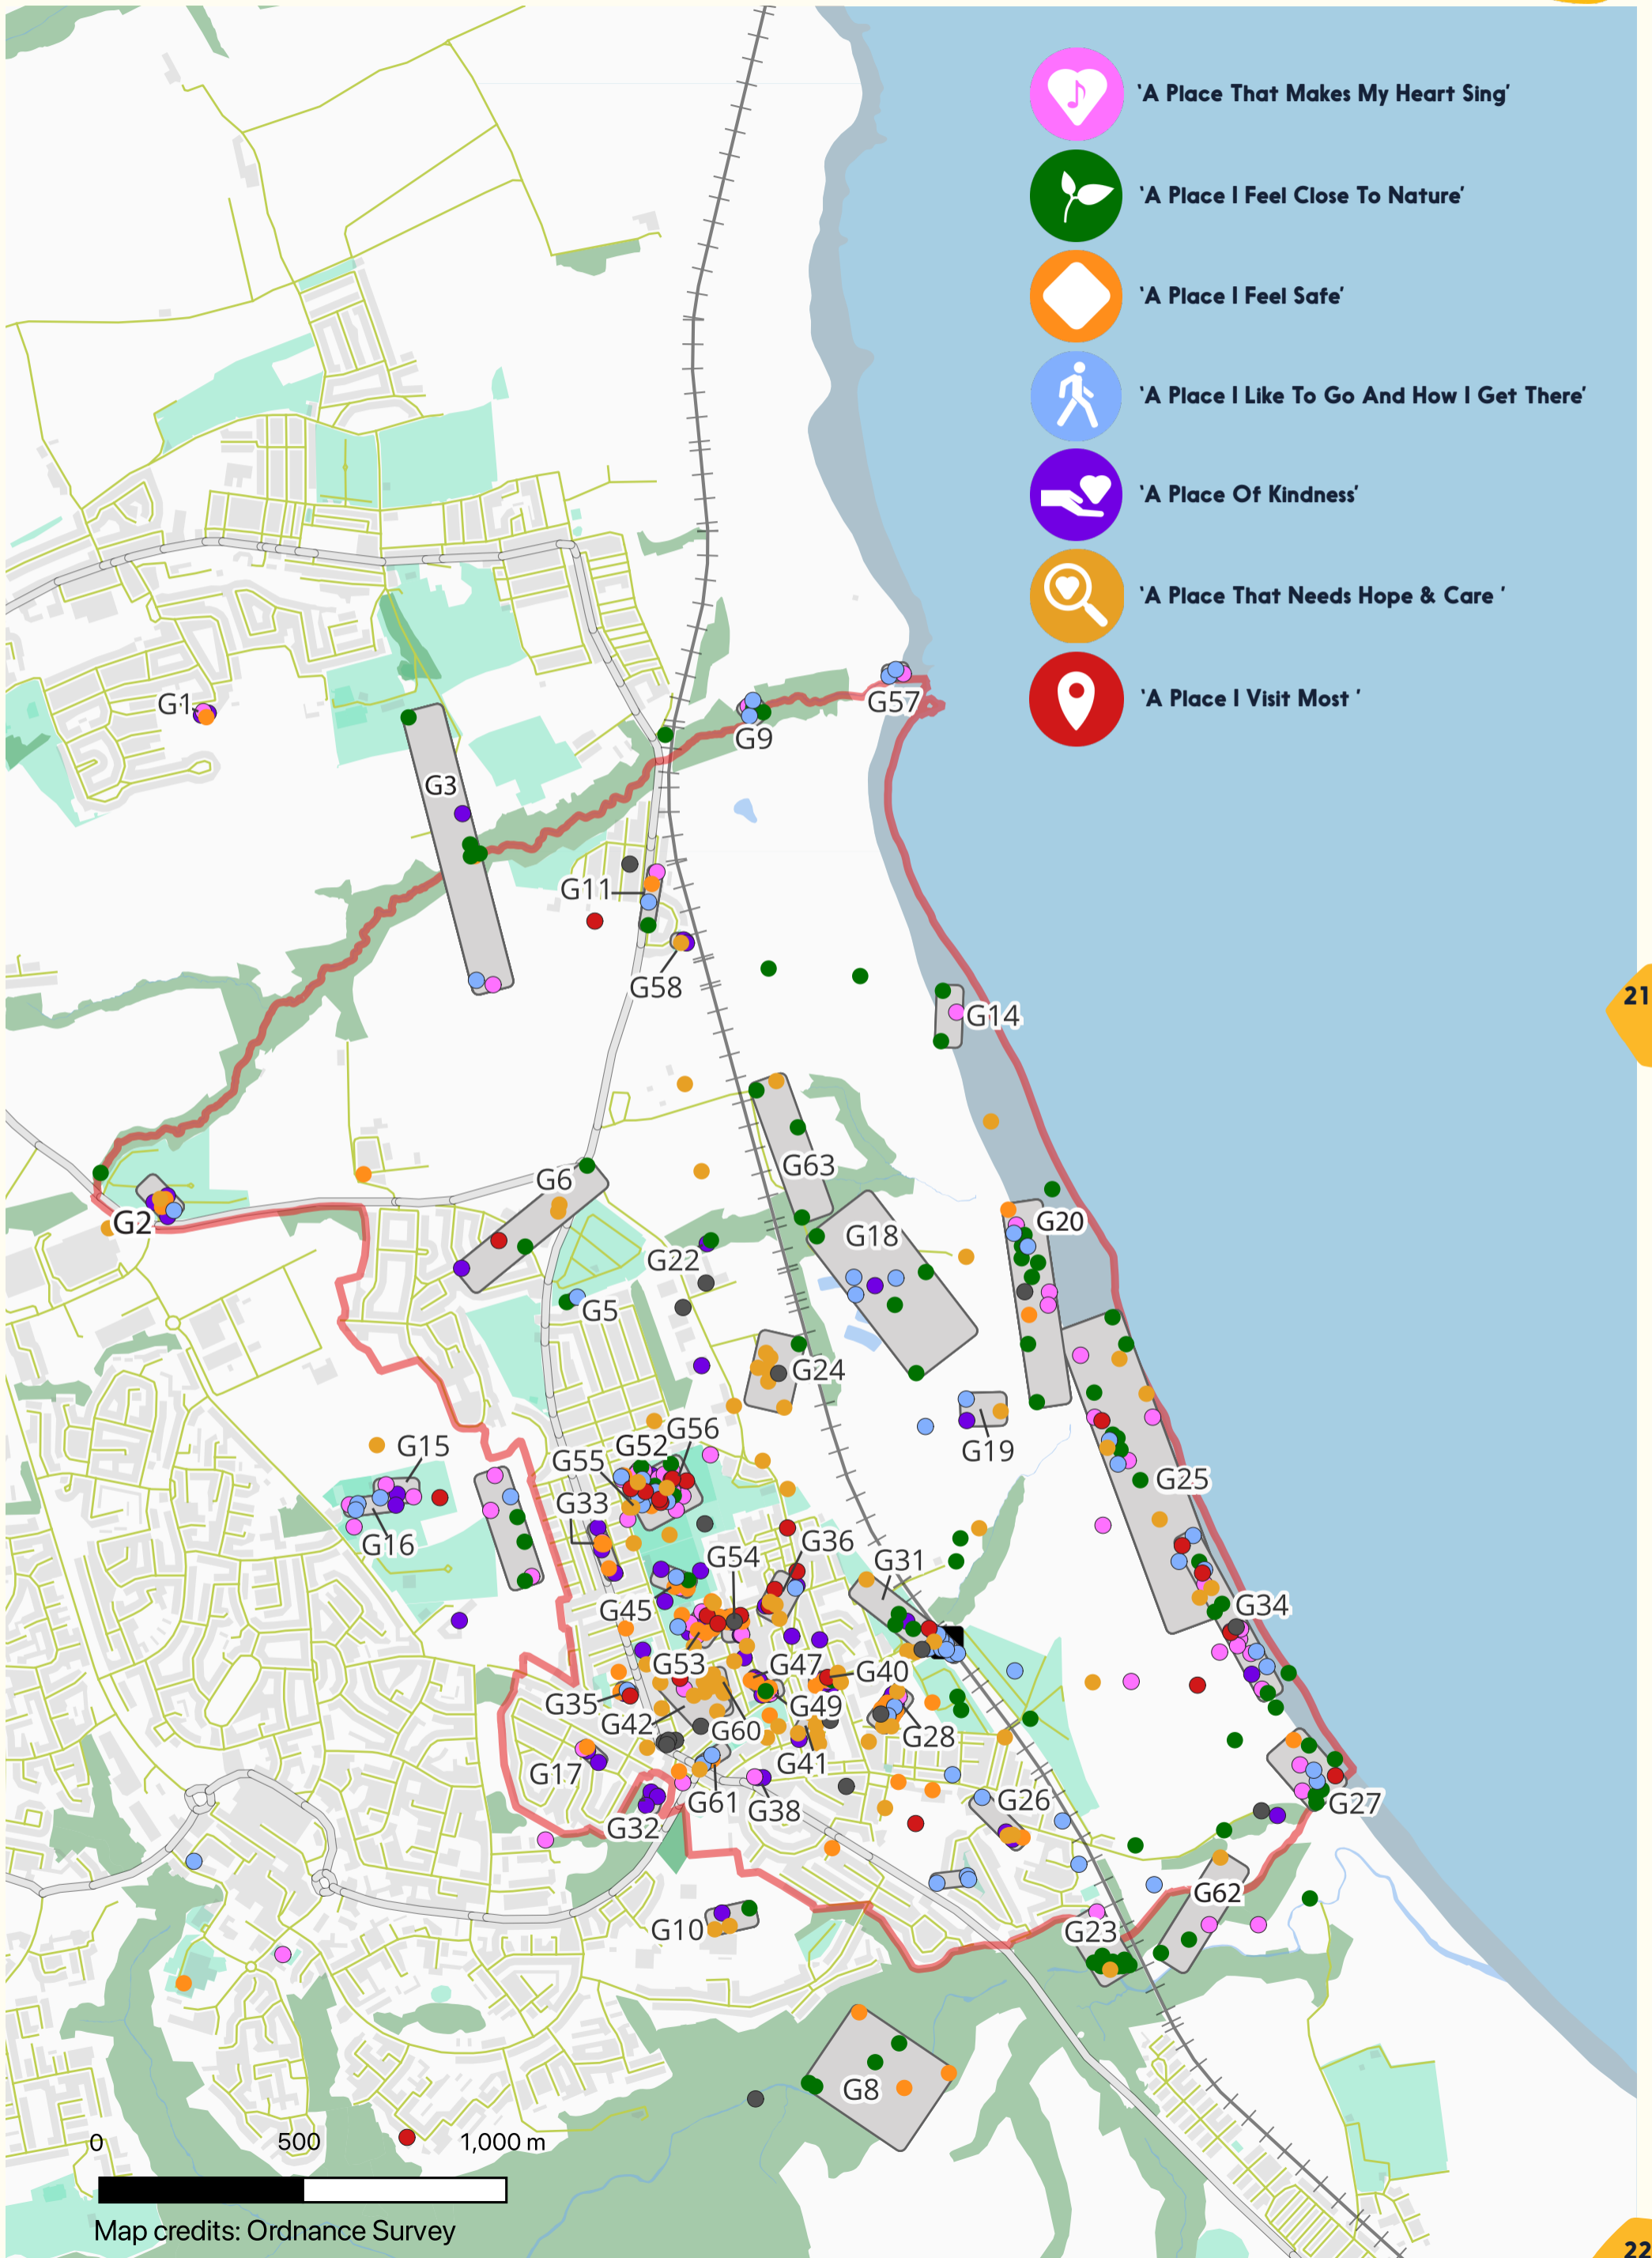 'A Place That Makes My Heart Sing'
'A Place I Feel Close To Nature'
'A Place I Feel Safe'
'A Place I Like To Go And How I Get There'
'A Place Of Kindness'
'A Place That Needs Hope & Care '
'A Place I Visit Most '
G1
G57
G9
G3
G11
G58
21
G14
G63
G6
G2
G20
G18
G22
G5
G24
G56
G15
G52
G19
G55
G25
G33
G16
G36
G54
G31
G45
G34
G53
G47
G40
G35
G49
G42
G60
G28
G41
G17
G61
G38
G26
G27
G32
G62
G10
G23
G8
0 500 1,000 m
Map credits: Ordnance Survey
22